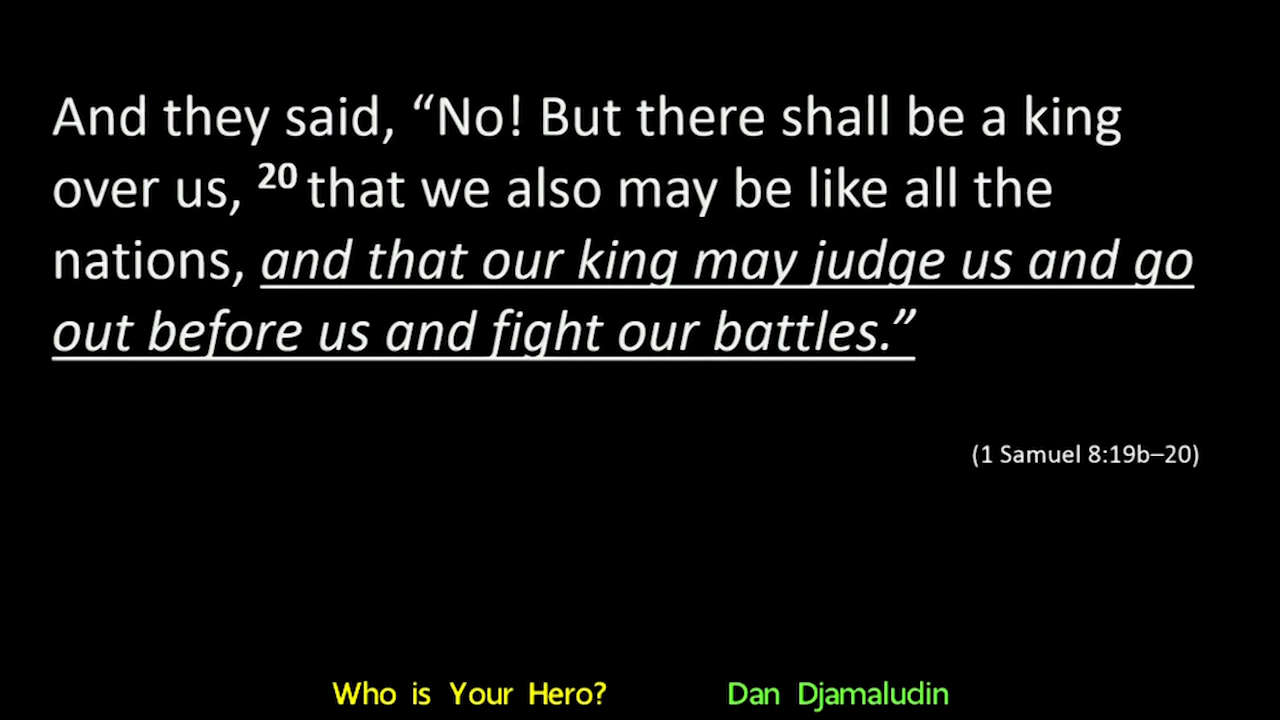 And they said, “No! But there shall be a king
over us, 20 that we also may be like all the
nations, and that our king may judge us and go
out before us and fight our battles.”
(1 Samuel 8:19b–20)
Who is Your Hero? Dan Djamaludin